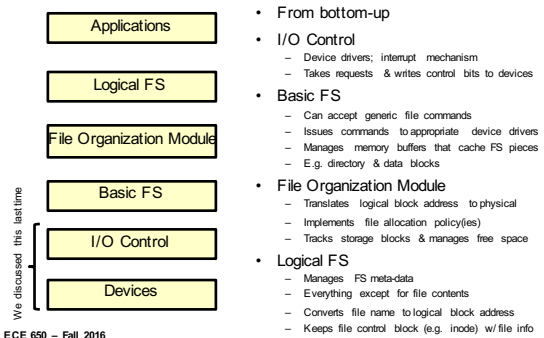 Applications
Logical FS
File Organization Module
Basic FS
I/O Control
Devices
We discussed this last time
ECE 650 – Fall 2016
• From bottom-up
• I/O Control
– Device drivers; interrupt mechanism
– Takes requests & writes control bits to devices
• Basic FS
– Can accept generic file commands
– Issues commands to appropriate device drivers
– Manages memory buffers that cache FS pieces
– E.g. directory & data blocks
• File Organization Module
– Translates logical block address to physical
– Implements file allocation policy(ies)
– Tracks storage blocks & manages free space
• Logical FS
– Manages FS meta-data
– Everything except for file contents
– Converts file name to logical block address
– Keeps file control block (e.g. inode) w/ file info